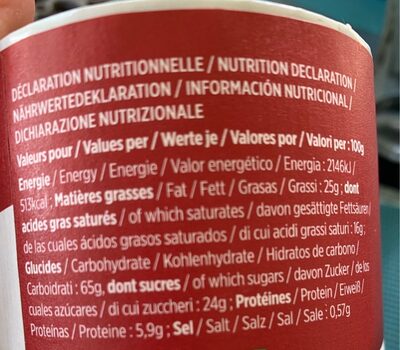 DÉCLARATION NUTRITIONNELLE / NUTRITION DECLARATION /
NÄHRWERTEDEKLARATION / INFORMACIÓN NUTRICIONAL /
DICHIARAZIONE NUTRIZIONALE
Valeurs pour / Values per / Werte je / Valores por / Valori per : 100g
Energie / Energy / Energie / Valor energético / Energia : 2146kJ /
513kcal ; Matières grasses / Fat / Fett / Grasas / Grassi : 25g ; dont
acides gras saturés / of which saturates / davon gesättigte Fettsäuren /
de las cuales ácidos grasos saturados / di cui acidi grassi saturi : 16g ;
Glucides / Carbohydrate / Kohlenhydrate / Hidratos de carbono /
Carboidrati : 65g, dont sucres / of which sugars / davon Zucker / de los
cuales azúcares / di cui zuccheri : 24g ; Protéines / Protein / Eiweiß /
Proteínas / Proteine : 5,9g ; Sel / Salt / Salz / Sal / Sale : 0,57g